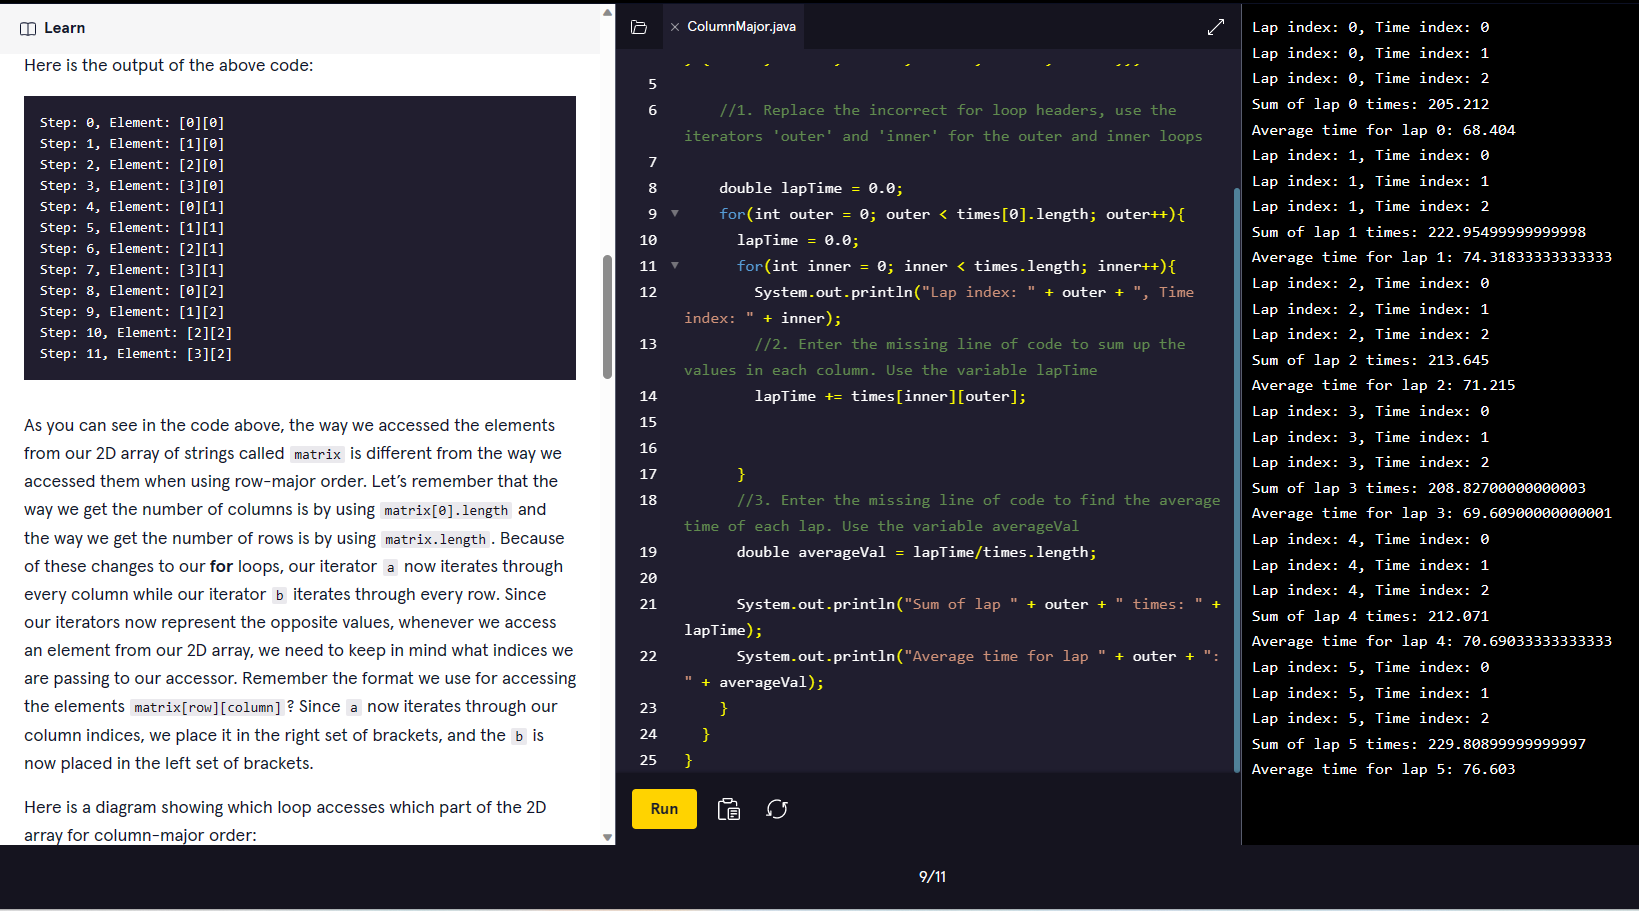 Learn
Here is the output of the above code:
Step: 0, Element: [0][0]
Step: 1, Element: [1][0]
Step: 2, Element: [2][0]
Step: 3, Element: [3][0]
Step: 4, Element: [0][1]
Step: 5, Element: [1][1]
Step: 6, Element: [2][1]
Step: 7, Element: [3][1]
Step: 8, Element: [0][2]
Step: 9, Element: [1][2]
Step: 10, Element: [2][2]
Step: 11, Element: [3][2]
As you can see in the code above, the way we accessed the elements
from our 2D array of strings called matrix is different from the way we
accessed them when using row-major order. Let’s remember that the
way we get the number of columns is by using matrix[0].length and
the way we get the number of rows is by using matrix.length. Because
of these changes to our for loops, our iterator a now iterates through
every column while our iterator b iterates through every row. Since
our iterators now represent the opposite values, whenever we access
an element from our 2D array, we need to keep in mind what indices we
are passing to our accessor. Remember the format we use for accessing
the elements matrix[row][column]? Since a now iterates through our
column indices, we place it in the right set of brackets, and the b is
now placed in the left set of brackets.
Here is a diagram showing which loop accesses which part of the 2D
array for column-major order:
ColumnMajor.java
5
6 //1. Replace the incorrect for loop headers, use the
iterators 'outer' and 'inner' for the outer and inner loops
7
8 double lapTime = 0.0;
9 for(int outer = 0; outer < times[0].length; outer++){
10 lapTime = 0.0;
11 for(int inner = 0; inner < times.length; inner++){
12 System.out.println("Lap index: " + outer + ", Time
index: " + inner);
13 //2. Enter the missing line of code to sum up the
values in each column. Use the variable lapTime
14 lapTime += times[inner][outer];
15
16
17 }
18 //3. Enter the missing line of code to find the average
time of each lap. Use the variable averageVal
19 double averageVal = lapTime/times.length;
20
21 System.out.println("Sum of lap " + outer + " times: " +
lapTime);
22 System.out.println("Average time for lap " + outer + ":
" + averageVal);
23 }
24 }
25 }
Run
Lap index: 0, Time index: 0
Lap index: 0, Time index: 1
Lap index: 0, Time index: 2
Sum of lap 0 times: 205.212
Average time for lap 0: 68.404
Lap index: 1, Time index: 0
Lap index: 1, Time index: 1
Lap index: 1, Time index: 2
Sum of lap 1 times: 222.95499999999998
Average time for lap 1: 74.31833333333333
Lap index: 2, Time index: 0
Lap index: 2, Time index: 1
Lap index: 2, Time index: 2
Sum of lap 2 times: 213.645
Average time for lap 2: 71.215
Lap index: 3, Time index: 0
Lap index: 3, Time index: 1
Lap index: 3, Time index: 2
Sum of lap 3 times: 208.82700000000003
Average time for lap 3: 69.60900000000001
Lap index: 4, Time index: 0
Lap index: 4, Time index: 1
Lap index: 4, Time index: 2
Sum of lap 4 times: 212.071
Average time for lap 4: 70.69033333333333
Lap index: 5, Time index: 0
Lap index: 5, Time index: 1
Lap index: 5, Time index: 2
Sum of lap 5 times: 229.80899999999997
Average time for lap 5: 76.603
9/11